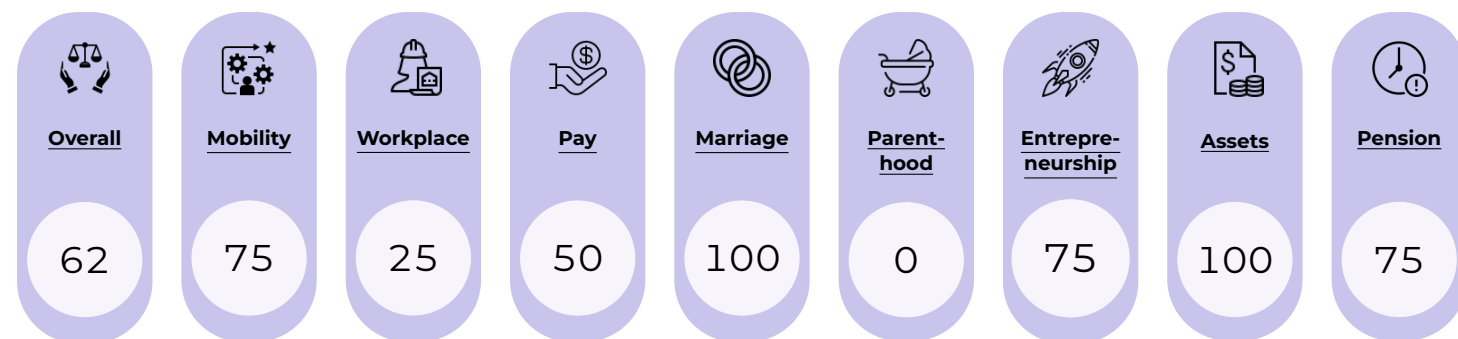 Overall
62
Mobility
75
Workplace
25
Pay
50
Marriage
100
Parent-
hood
0
Entrepre-
neurship
75
Assets
100
Pension
75